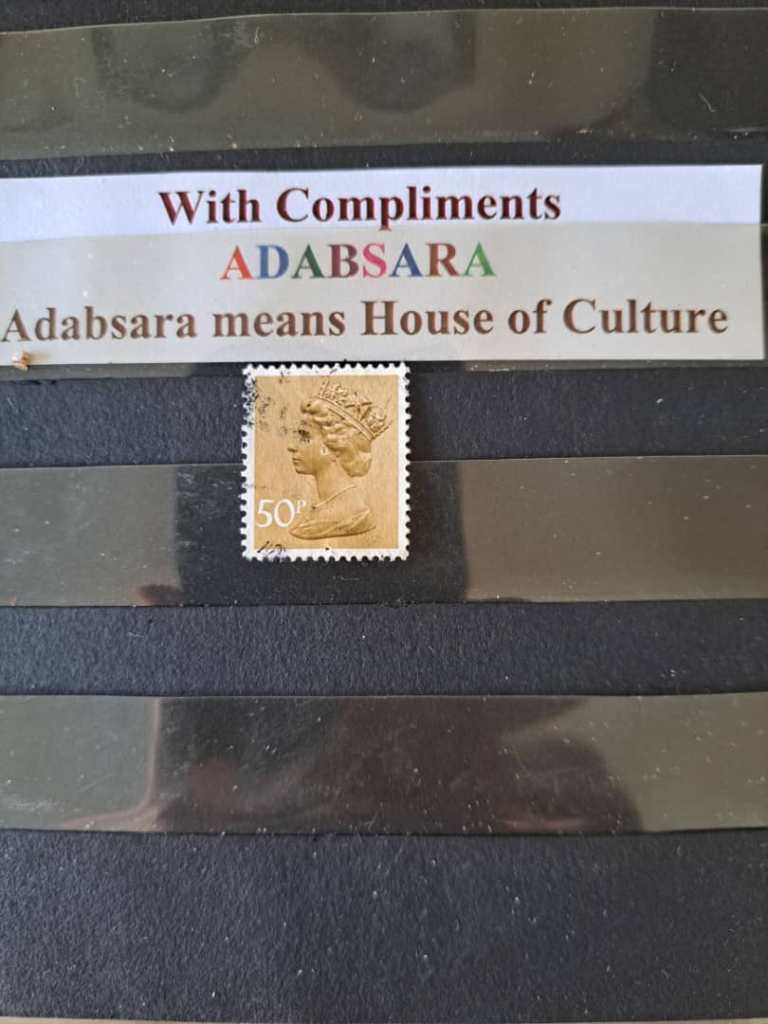 With Compliments
ADABSARA
Adabsara means House of Culture
50P